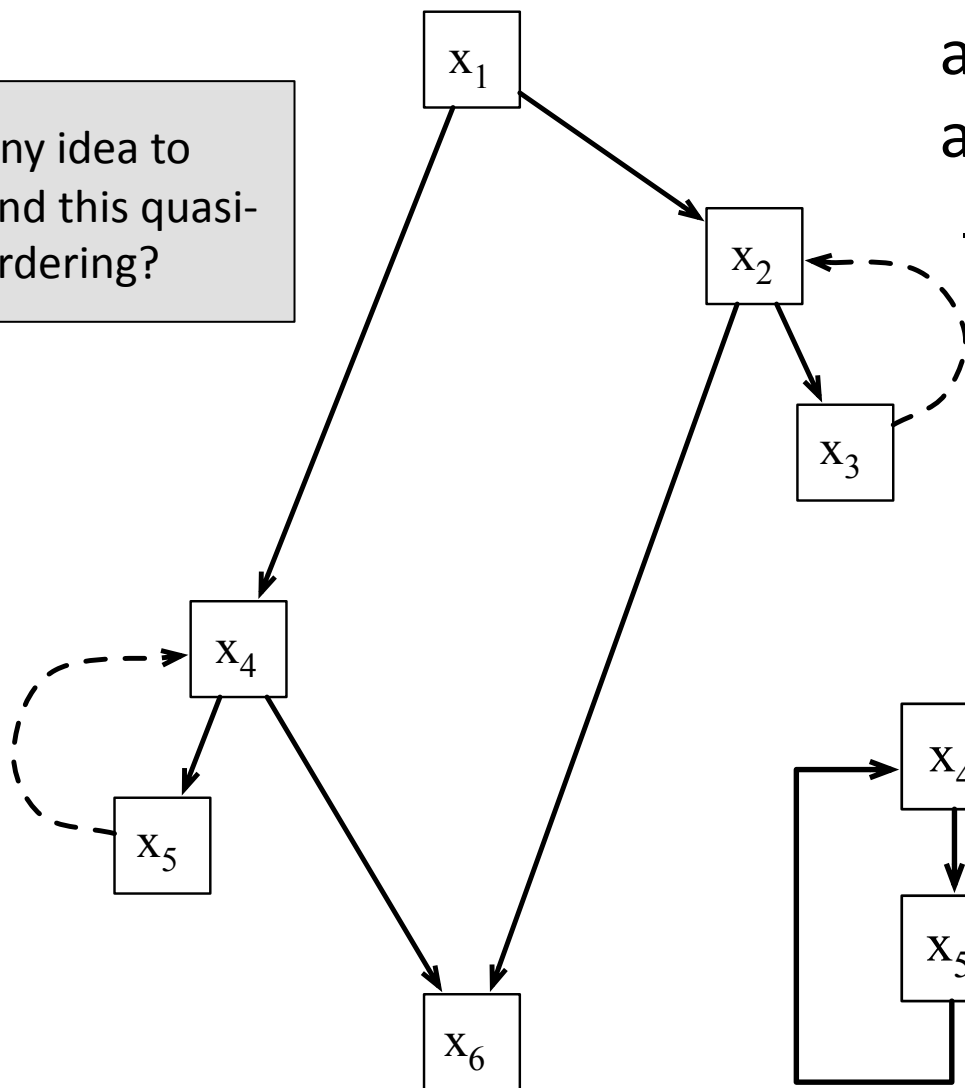 x1
a
a
ny idea to
nd this quasi-
rdering?
x2
x3
x4
x5
x4
x5
x6